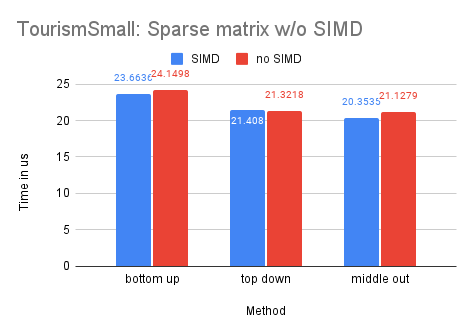 TourismSmall: Sparse matrix w/o SIMD
SIMD no SIMD
23.6636 24.1498
21.408 21.3218
20.3535 21.1279
25
20
15
10
5
0
Time in us
bottom up top down middle out
Method